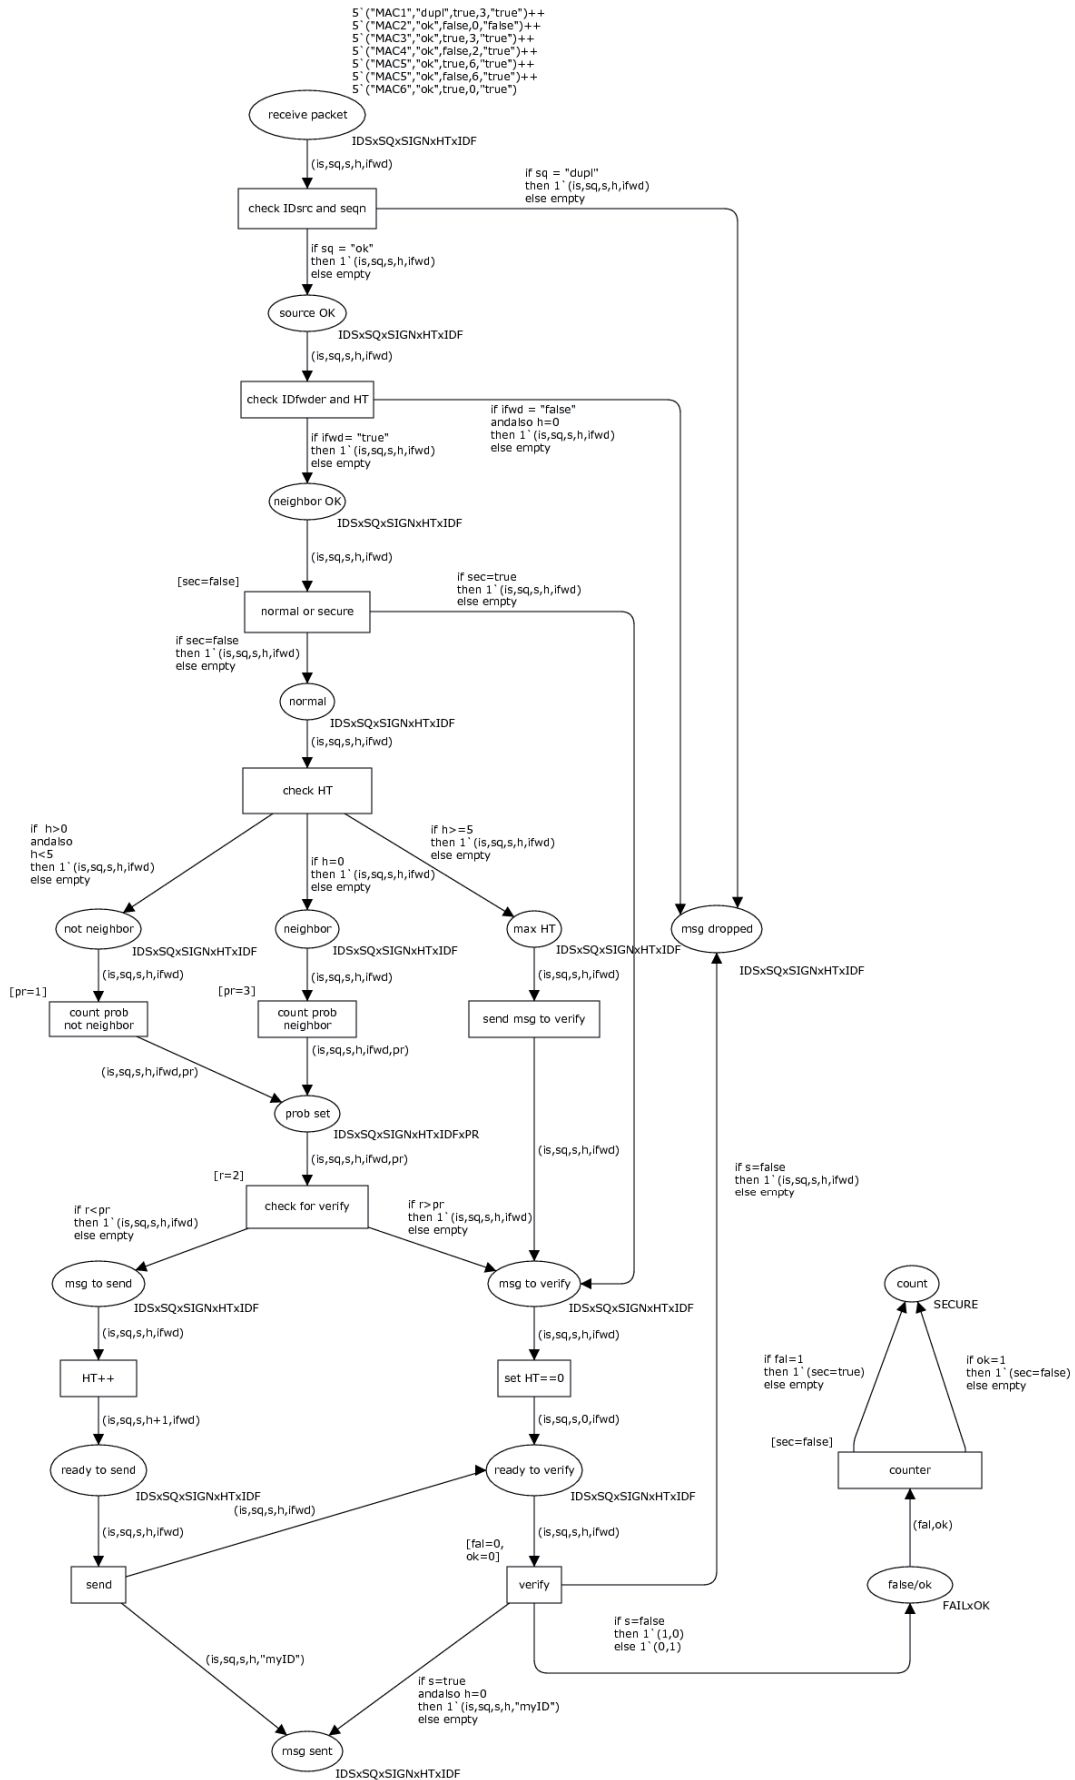 5`("MAC1","dupl",true,3,"true")++
5`("MAC2","ok",false,0,"false")++
5`("MAC3","ok",true,3,"true")++
5`("MAC4","ok",false,2,"true")++
5`("MAC5","ok",true,6,"true")++
5`("MAC5","ok",false,6,"true")++
5`("MAC6","ok",true,0,"true")
receive packet
IDSxSQxSIGNxHTxIDF
(is,sq,s,h,ifwd)
check IDsrc and seqn
if sq = "dupl"
then 1`(is,sq,s,h,ifwd)
else empty
if sq = "ok"
then 1`(is,sq,s,h,ifwd)
else empty
source OK
IDSxSQxSIGNxHTxIDF
(is,sq,s,h,ifwd)
check IDfwder and HT
if ifwd = "false"
andalso h=0
then 1`(is,sq,s,h,ifwd)
else empty
if ifwd= "true"
then 1`(is,sq,s,h,ifwd)
else empty
neighbor OK
IDSxSQxSIGNxHTxIDF
(is,sq,s,h,ifwd)
[sec=false]
normal or secure
if sec=true
then 1`(is,sq,s,h,ifwd)
else empty
if sec=false
then 1`(is,sq,s,h,ifwd)
else empty
normal
IDSxSQxSIGNxHTxIDF
(is,sq,s,h,ifwd)
check HT
if  h>0
andalso
h<5
then 1`(is,sq,s,h,ifwd)
else empty
if h=0
then 1`(is,sq,s,h,ifwd)
else empty
if h>=5
then 1`(is,sq,s,h,ifwd)
else empty
not neighbor
IDSxSQxSIGNxHTxIDF
neighbor
IDSxSQxSIGNxHTxIDF
max HT
IDSxSQxSIGNxHTxIDF
msg dropped
IDSxSQxSIGNxHTxIDF
(is,sq,s,h,ifwd)
(is,sq,s,h,ifwd)
(is,sq,s,h,ifwd)
[pr=1]
count prob
not neighbor
[pr=3]
count prob
neighbor
send msg to verify
(is,sq,s,h,ifwd,pr)
(is,sq,s,h,ifwd,pr)
prob set
IDSxSQxSIGNxHTxIDFxPR
(is,sq,s,h,ifwd,pr)
(is,sq,s,h,ifwd)
[r=2]
check for verify
if s=false
then 1`(is,sq,s,h,ifwd)
else empty
if r<pr
then 1`(is,sq,s,h,ifwd)
else empty
if r>pr
then 1`(is,sq,s,h,ifwd)
else empty
msg to send
IDSxSQxSIGNxHTxIDF
msg to verify
IDSxSQxSIGNxHTxIDF
count
SECURE
(is,sq,s,h,ifwd)
(is,sq,s,h,ifwd)
HT++
set HT==0
if fal=1
then 1`(sec=true)
else empty
if ok=1
then 1`(sec=false)
else empty
(is,sq,s,h+1,ifwd)
(is,sq,s,0,ifwd)
[sec=false]
counter
ready to send
IDSxSQxSIGNxHTxIDF
ready to verify
IDSxSQxSIGNxHTxIDF
(is,sq,s,h,ifwd)
(is,sq,s,h,ifwd)
(is,sq,s,h,ifwd)
(fal,ok)
[fal=0,
ok=0]
send
verify
false/ok
FAILxOK
if s=false
then 1`(1,0)
else 1`(0,1)
(is,sq,s,h,"myID")
if s=true
andalso h=0
then 1`(is,sq,s,h,"myID")
else empty
msg sent
IDSxSQxSIGNxHTxIDF